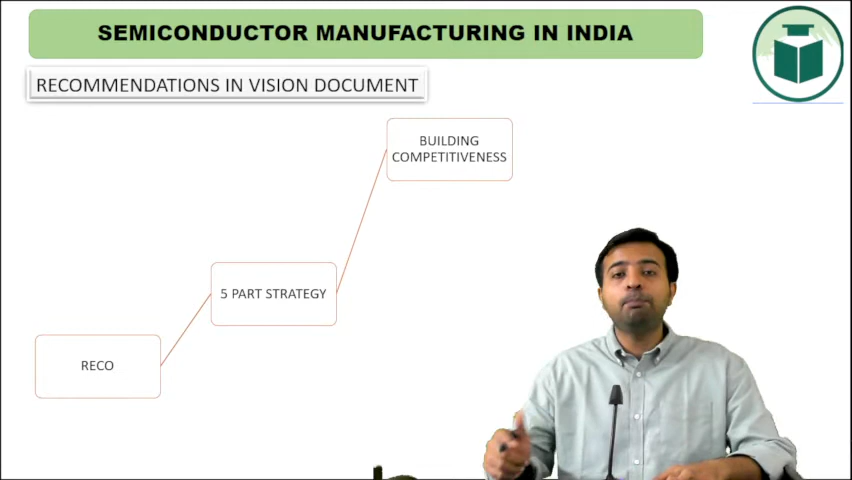 SEMICONDUCTOR MANUFACTURING IN INDIA
RECOMMENDATIONS IN VISION DOCUMENT
BUILDING
COMPETITIVENESS
5 PART STRATEGY
RECO